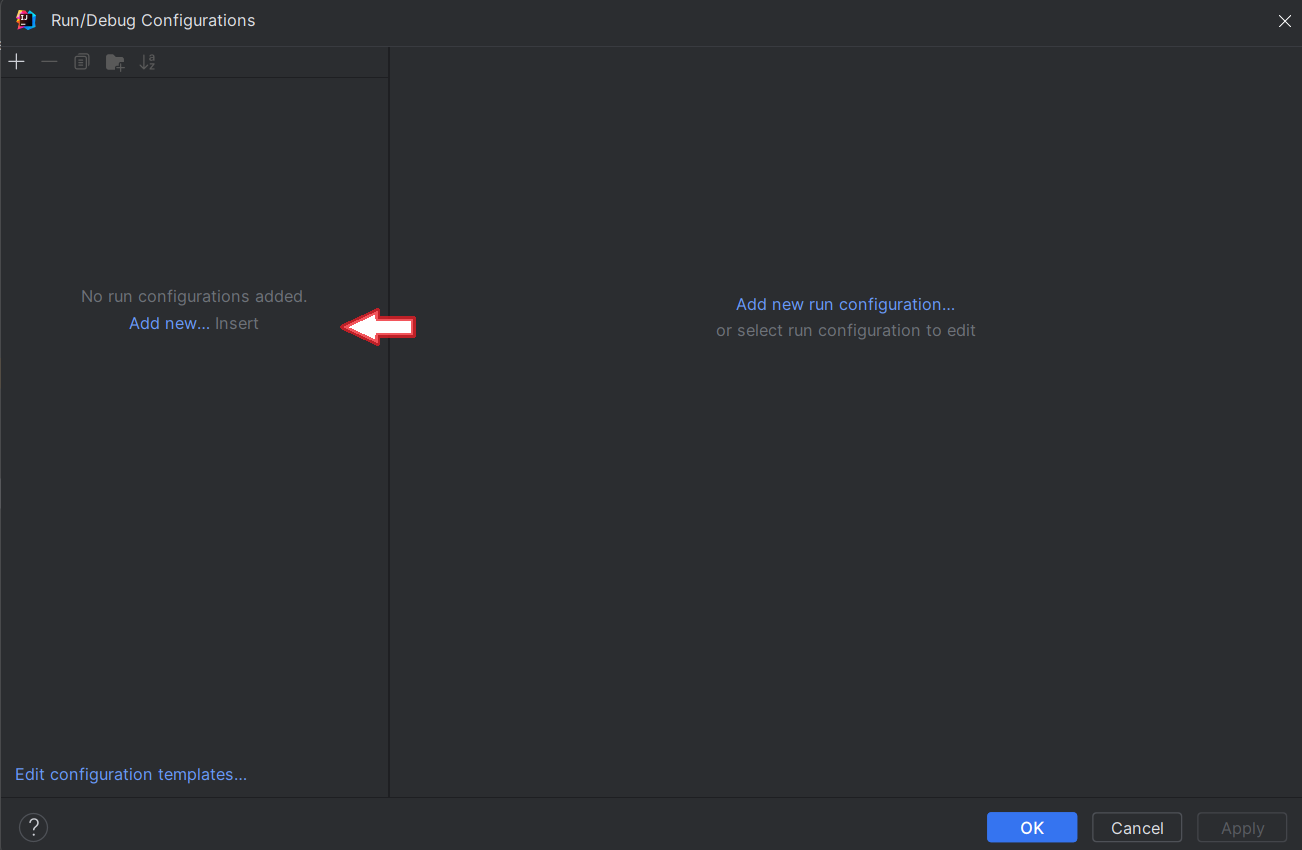 Run/Debug Configurations
No run configurations added.
Add new... Insert
Add new run configuration...
or select run configuration to edit
Edit configuration templates...
?
OK
Cancel
Apply